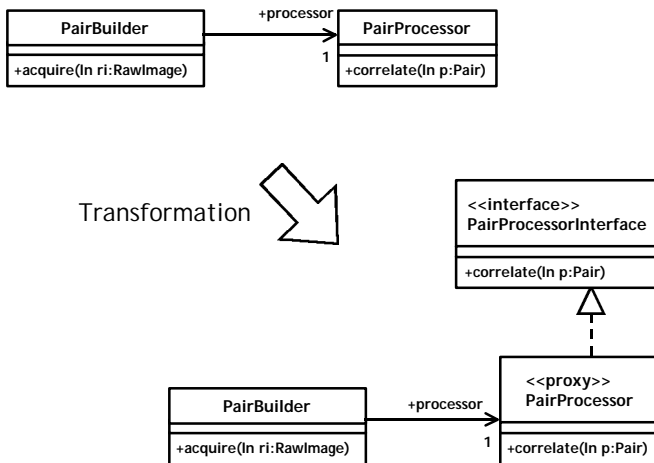 +processor
PairBuilder
PairProcessor
1
+acquire(In ri:RawImage)
+correlate(In p:Pair)
Transformation
<<interface>>
PairProcessorInterface
+correlate(In p:Pair)
<<proxy>>
PairProcessor
PairBuilder
+processor
1
+acquire(In ri:RawImage)
+correlate(In p:Pair)